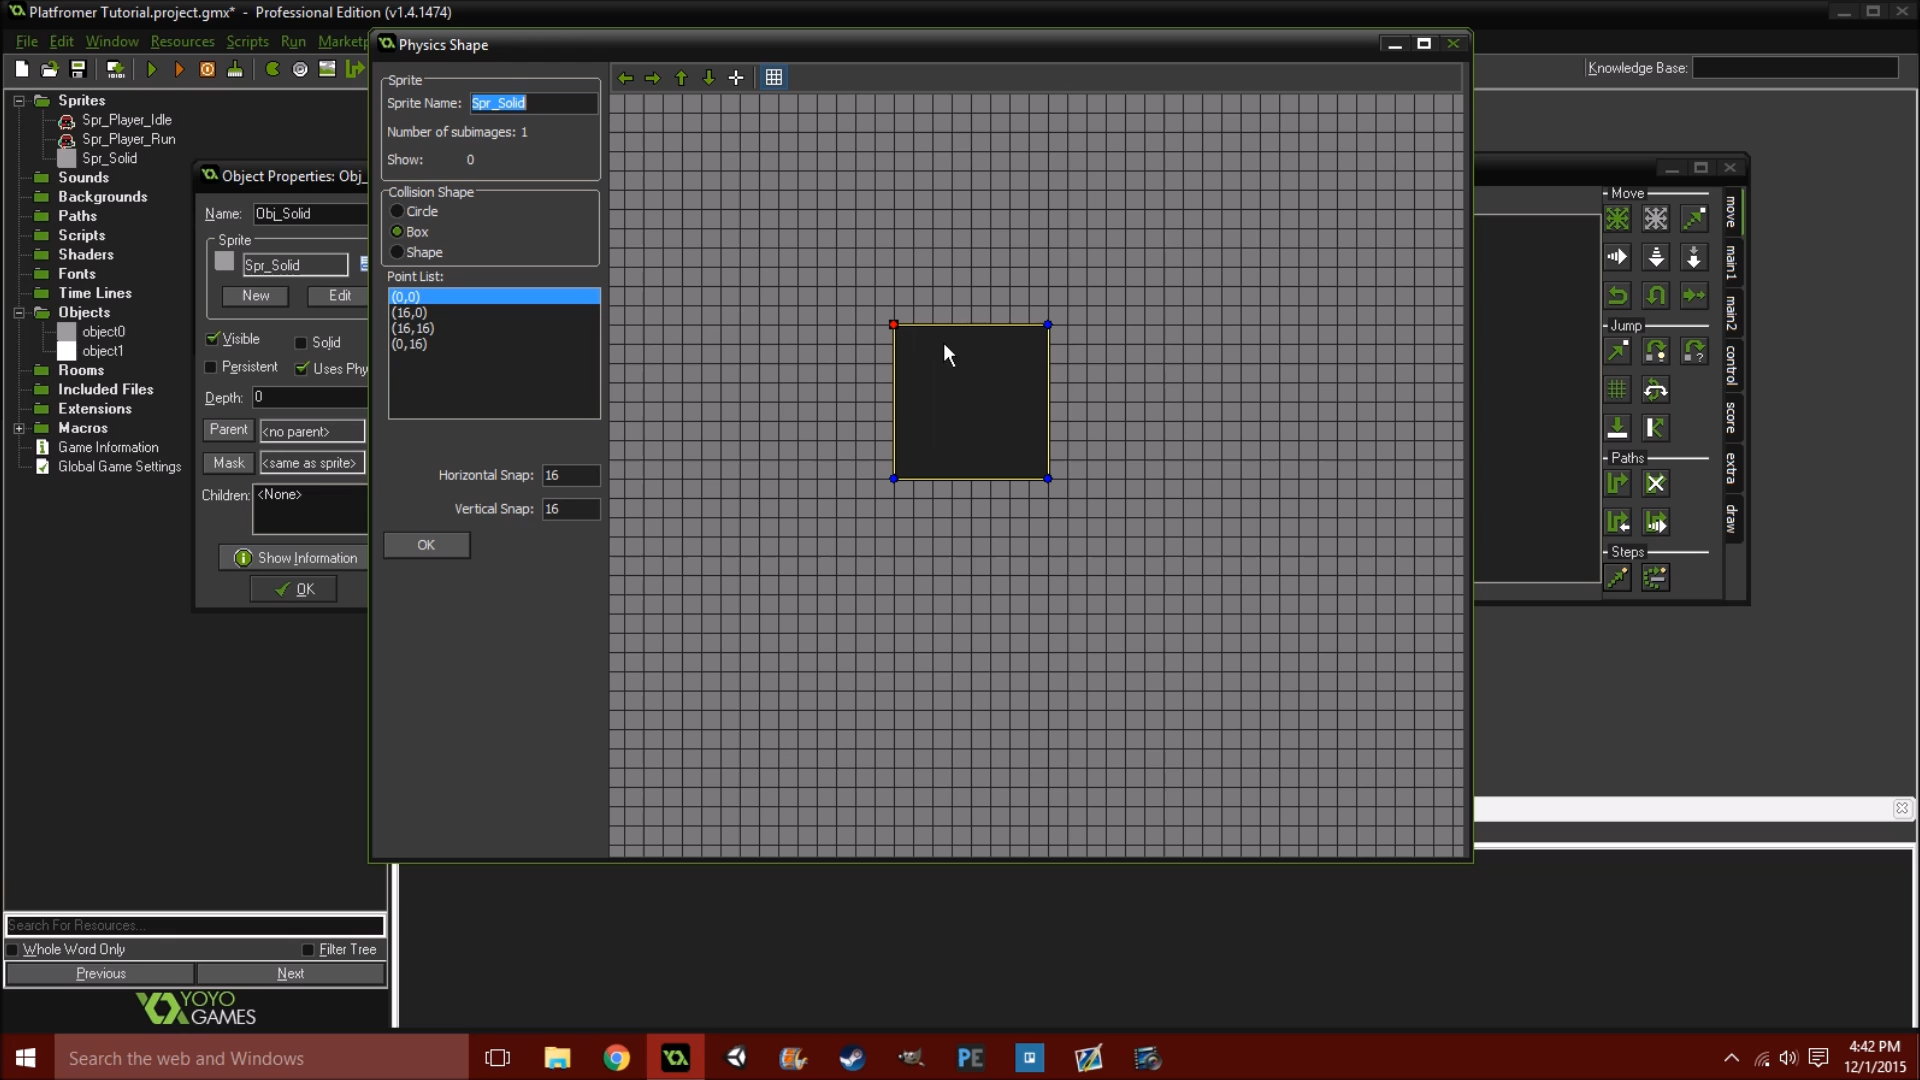 Platfromer Tutorial.project.gmx* - Professional Edition (v1.4.1474)
File Edit Window Resources Scripts Run Marketp
Knowledge Base:
Physics Shape
Sprite
Sprite Name: Spr_Solid
Number of subimages: 1
Show: 0
Collision Shape
Circle
Box
Shape
Point List:
(0,0)
(16,0)
(16,16)
(0,16)
Horizontal Snap: 16
Vertical Snap: 16
OK
Sprites
Spr_Player_Idle
Spr_Player_Run
Spr_Solid
Sounds
Backgrounds
Paths
Scripts
Shaders
Fonts
Time Lines
Objects
object0
object1
Rooms
Included Files
Extensions
Macros
Game Information
Global Game Settings
Object Properties: Obj_
Name: Obj_Solid
Sprite
Spr_Solid
New Edit
Visible Solid
Persistent Uses Phy
Depth: 0
Parent <no parent>
Mask <same as sprite>
Children: <None>
Show Information
OK
Move
Jump
Paths
Steps
move
main1
main2
control
score
extra
draw
Search For Resources...
Whole Word Only Filter Tree
Previous Next
YOYO
GAMES
Search the web and Windows
PE
4:42 PM
12/1/2015